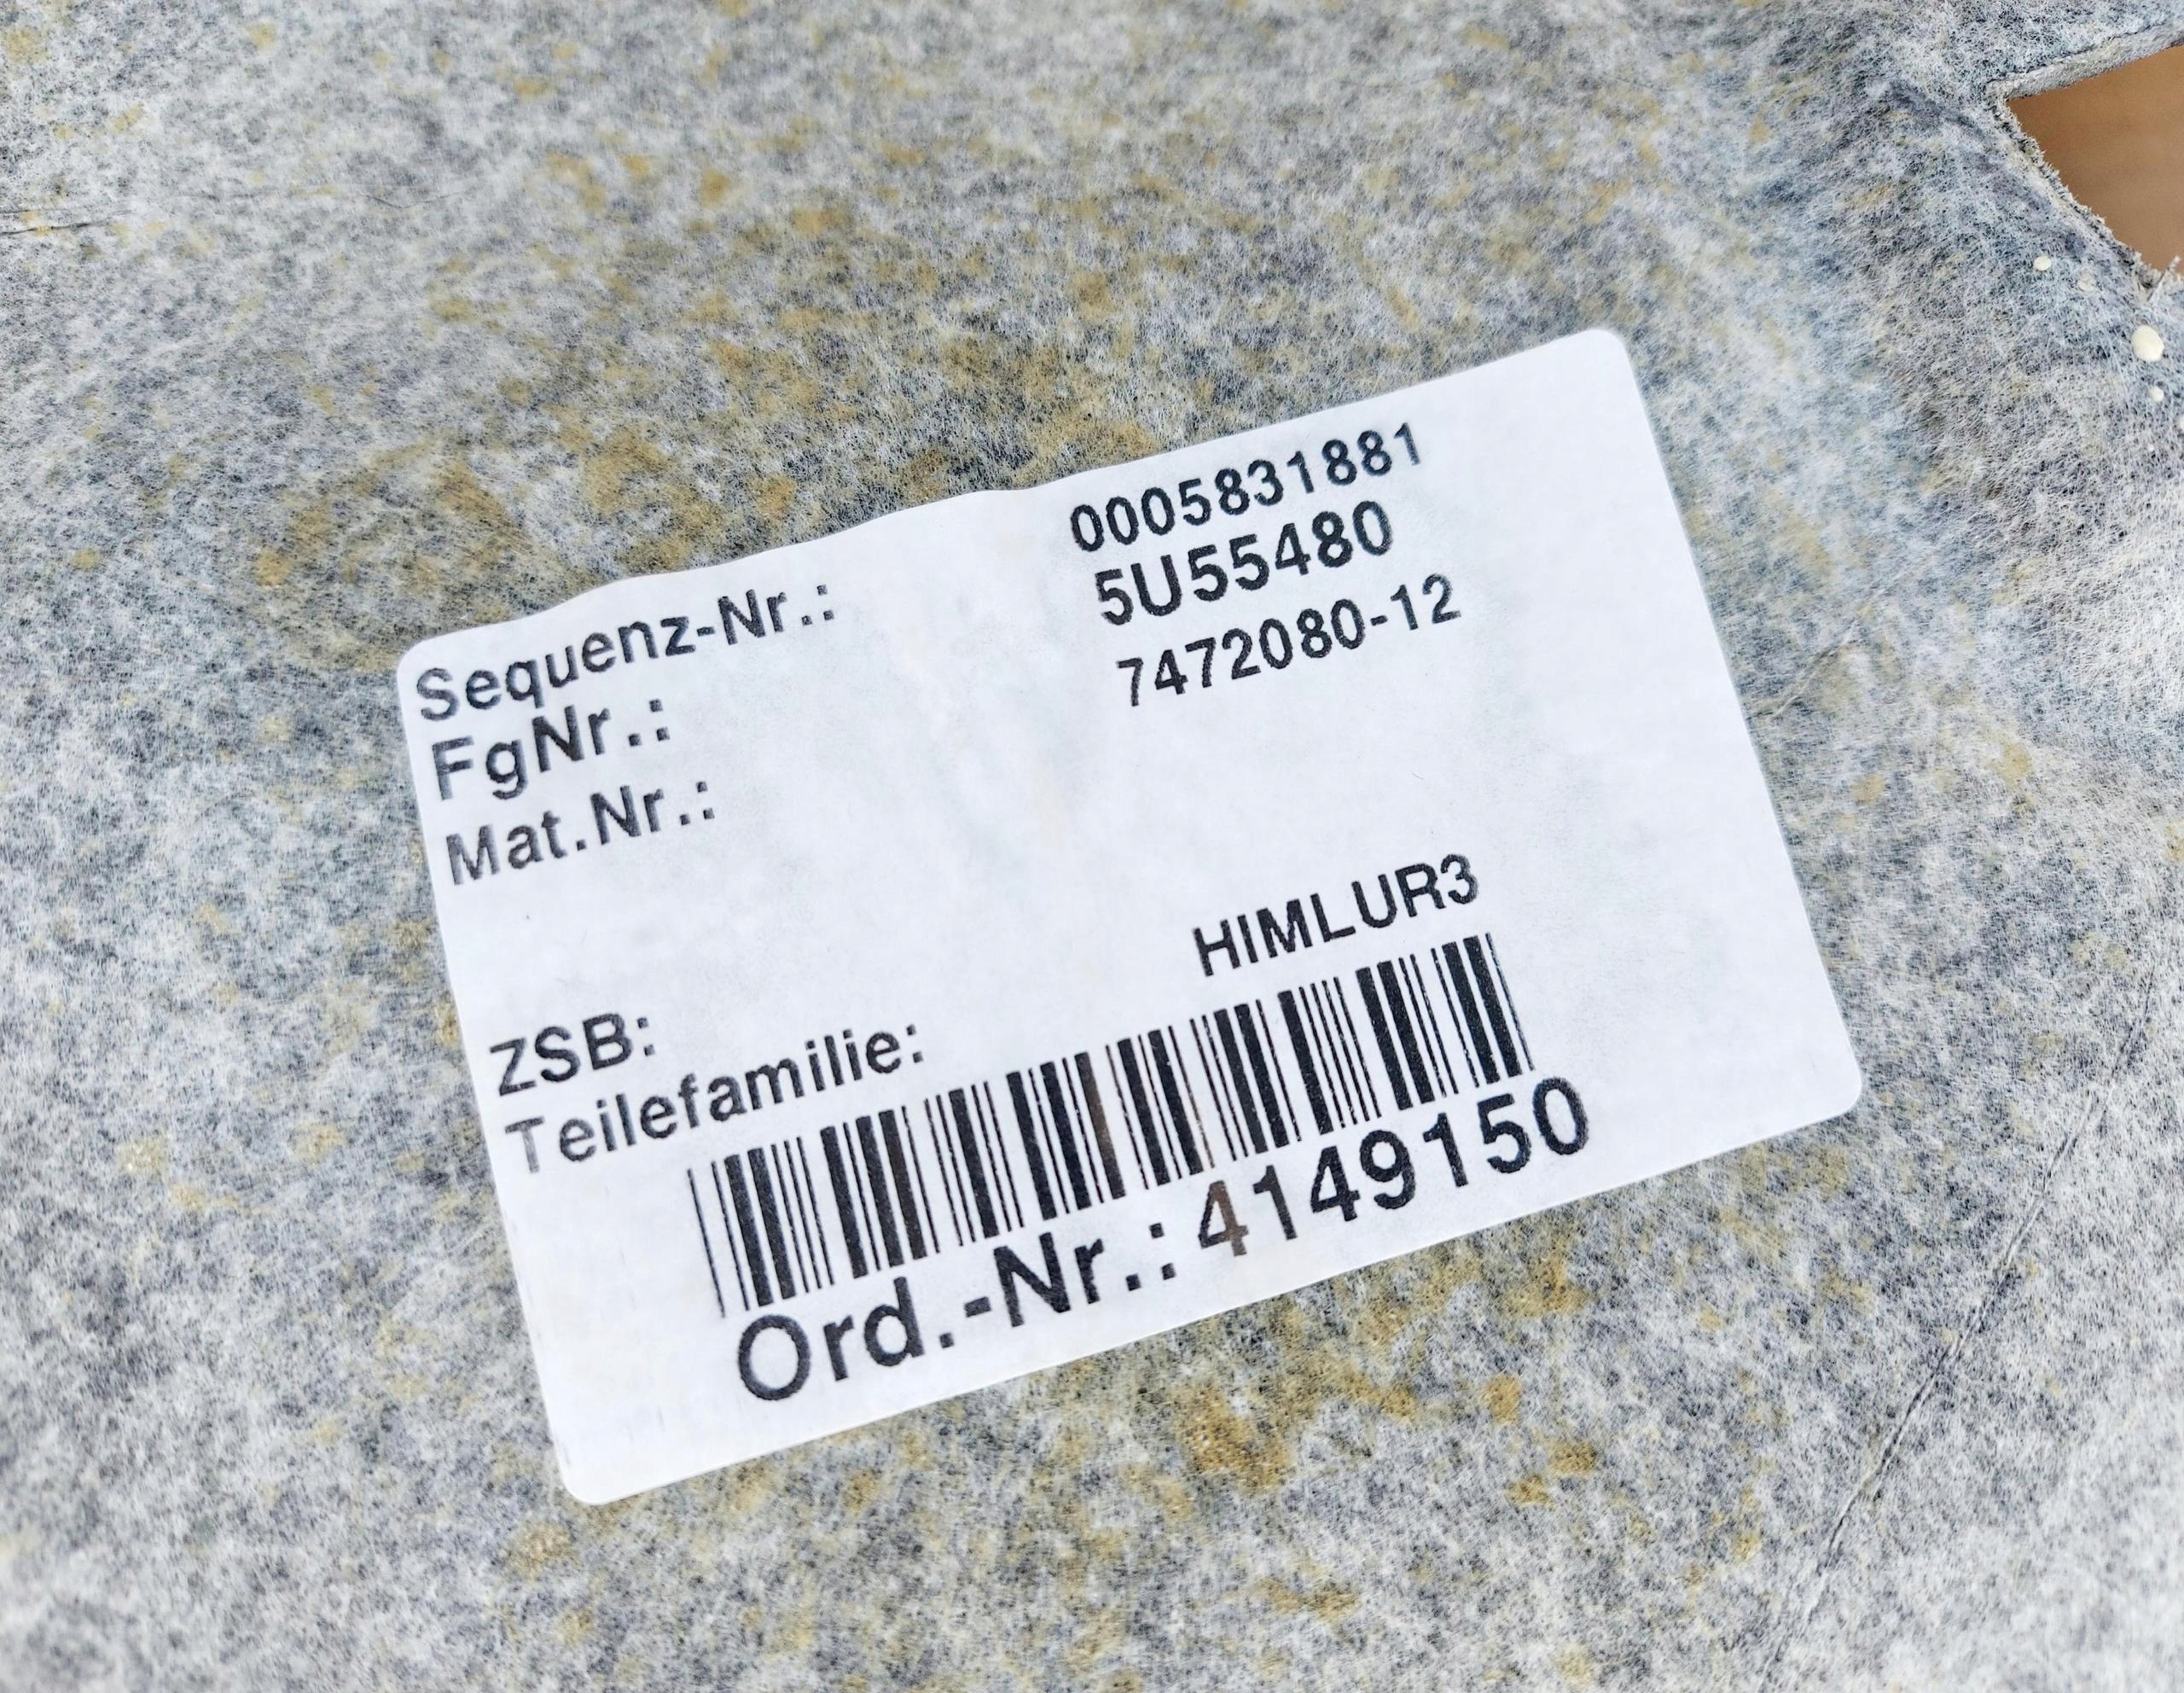 Sequenz-Nr.: 0005831881
FgNr.: 5U55480
Mat.Nr.: 7472080-12
ZSB:
Teilefamilie: HIMLUR3
Ord.-Nr.: 4149150